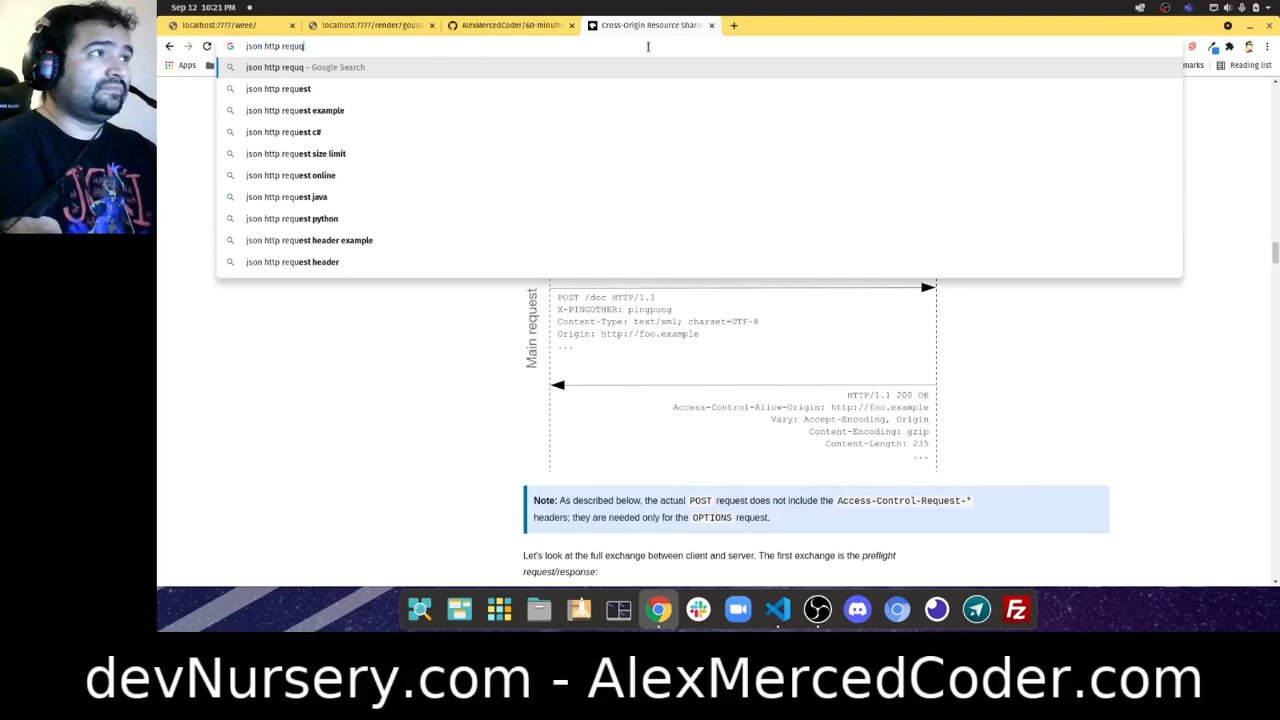 Sep 12 10:21 PM
localhost:7777/weee/
localhost:7777/render/gouda
AlexMercedCoder/60-minute
Cross-Origin Resource Sharin
json http requq
Apps
marks
Reading list
json http requq - Google Search
json http request
json http request example
json http request c#
json http request size limit
json http request online
json http request java
json http request python
json http request header example
json http request header
Main request
POST /doc HTTP/1.1
X-PINGOTHER: pingpong
Content-Type: text/xml; charset=UTF-8
Origin: http://foo.example
...
HTTP/1.1 200 OK
Access-Control-Allow-Origin: http://foo.example
Vary: Accept-Encoding, Origin
Content-Encoding: gzip
Content-Length: 235
...
Note: As described below, the actual POST request does not include the Access-Control-Request-*
headers; they are needed only for the OPTIONS request.
Let's look at the full exchange between client and server. The first exchange is the preflight
request/response:
devNursery.com - AlexMercedCoder.com